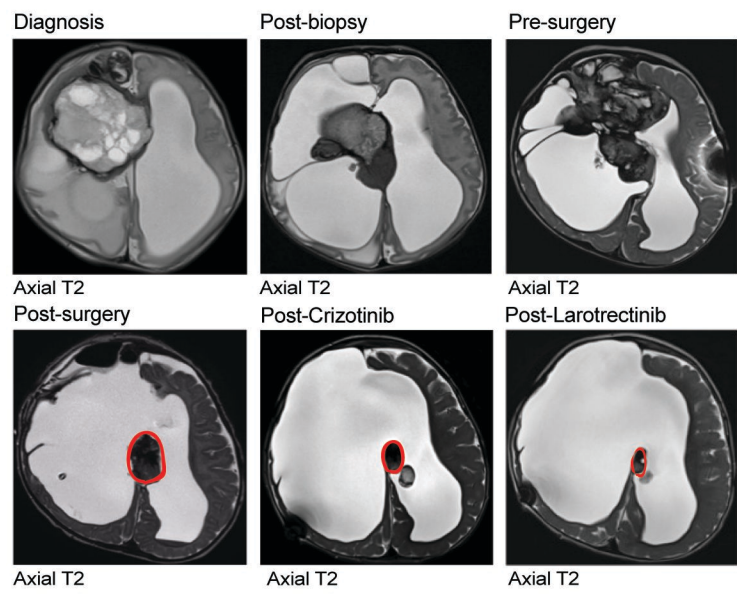 Diagnosis
Post-biopsy
Pre-surgery
Axial T2
Axial T2
Axial T2
Post-surgery
Post-Crizotinib
Post-Larotrectinib
Axial T2
Axial T2
Axial T2